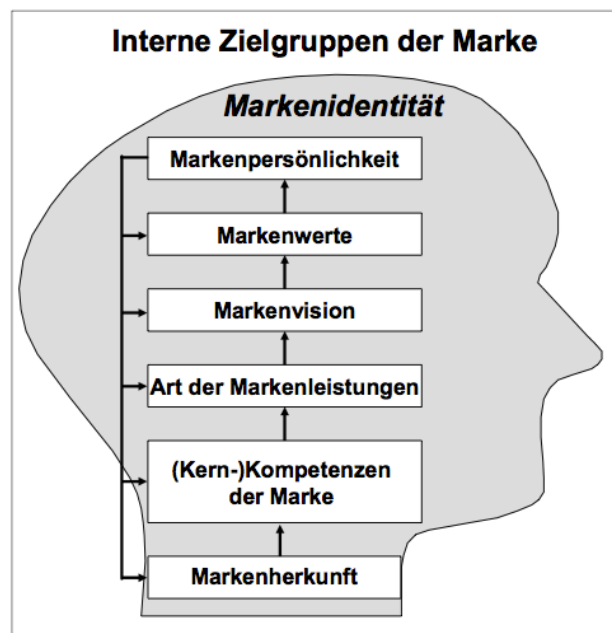 Interne Zielgruppen der Marke
Markenidentität
Markenpersönlichkeit
Markenwerte
Markenvision
Art der Markenleistungen
(Kern-)Kompetenzen
der Marke
Markenherkunft